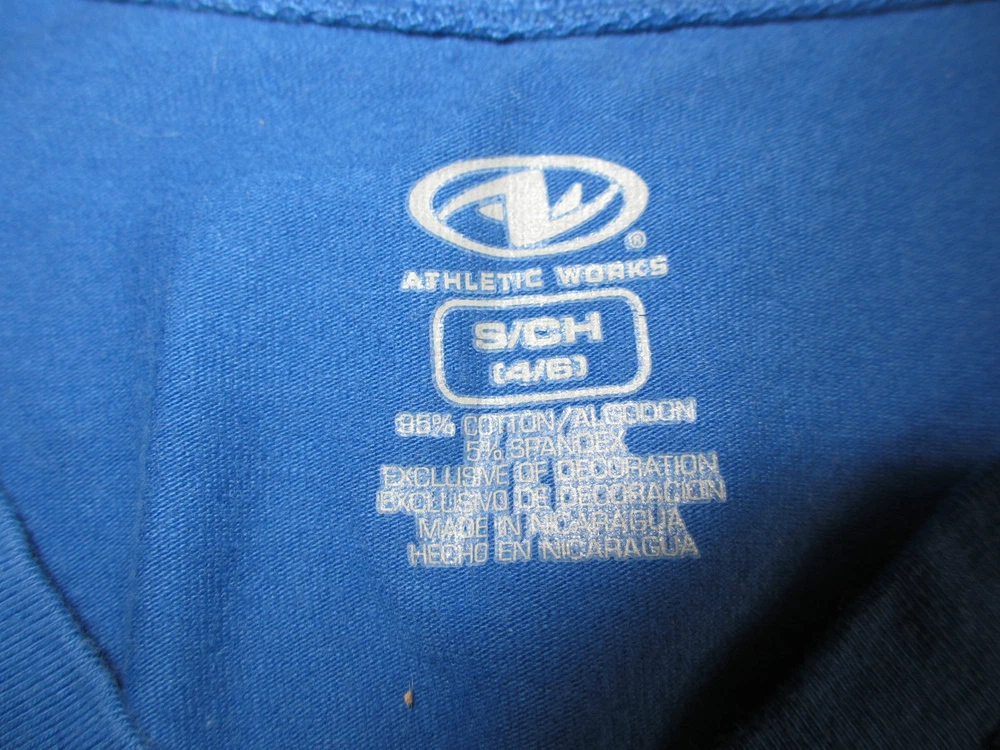 AW®
ATHLETIC WORKS
S/CH
(4/6)
95% COTTON/ALGODON
5% SPANDEX
EXCLUSIVE OF DECORATION
EXCLUSIVO DE DECORACION
MADE IN NICARAGUA
HECHO EN NICARAGUA